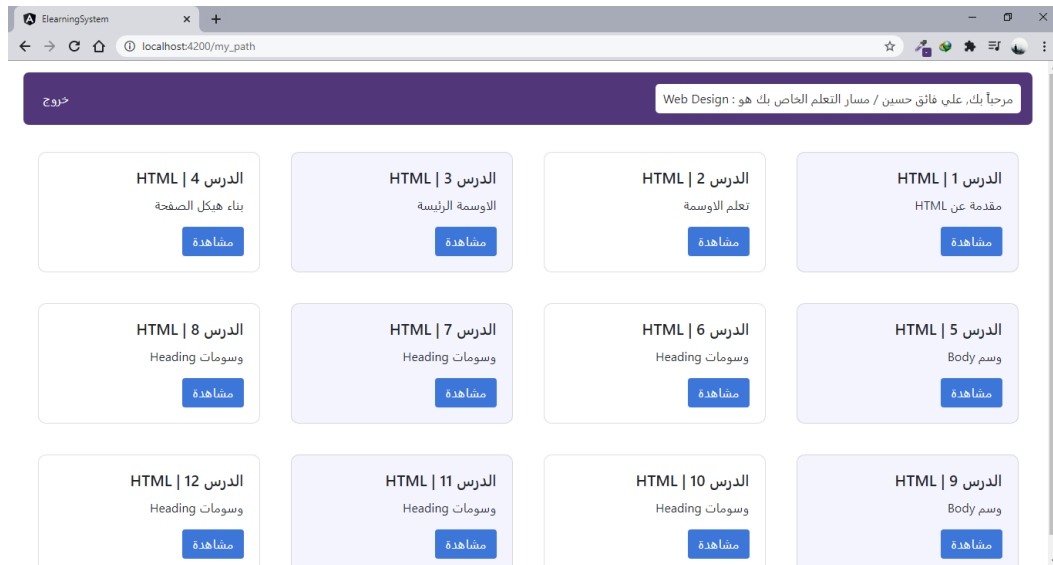 ElearningSystem
localhost:4200/my_path
مرحباً بك, علي فائق حسين / مسار التعلم الخاص بك هو : Web Design
خروج
الدرس 1 | HTML
مقدمة عن HTML
مشاهدة
الدرس 2 | HTML
تعلم الاوسمة
مشاهدة
الدرس 3 | HTML
الاوسمة الرئيسة
مشاهدة
الدرس 4 | HTML
بناء هيكل الصفحة
مشاهدة
الدرس 5 | HTML
وسم Body
مشاهدة
الدرس 6 | HTML
وسومات Heading
مشاهدة
الدرس 7 | HTML
وسومات Heading
مشاهدة
الدرس 8 | HTML
وسومات Heading
مشاهدة
الدرس 9 | HTML
وسم Body
مشاهدة
الدرس 10 | HTML
وسومات Heading
مشاهدة
الدرس 11 | HTML
وسومات Heading
مشاهدة
الدرس 12 | HTML
وسومات Heading
مشاهدة